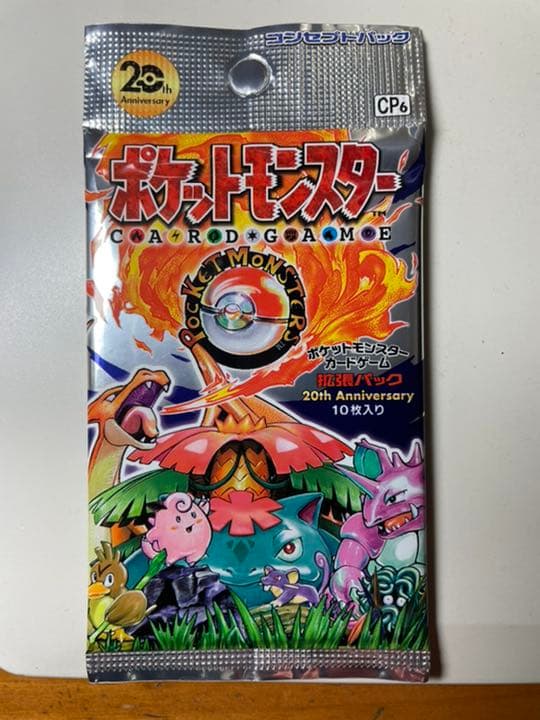 コンセプトパック
20th
Anniversary
CP6
ポケットモンスター
™
CARD GAME
POCKET MONSTERS
ポケットモンスター
カードゲーム
拡張パック
20th Anniversary
10枚入り